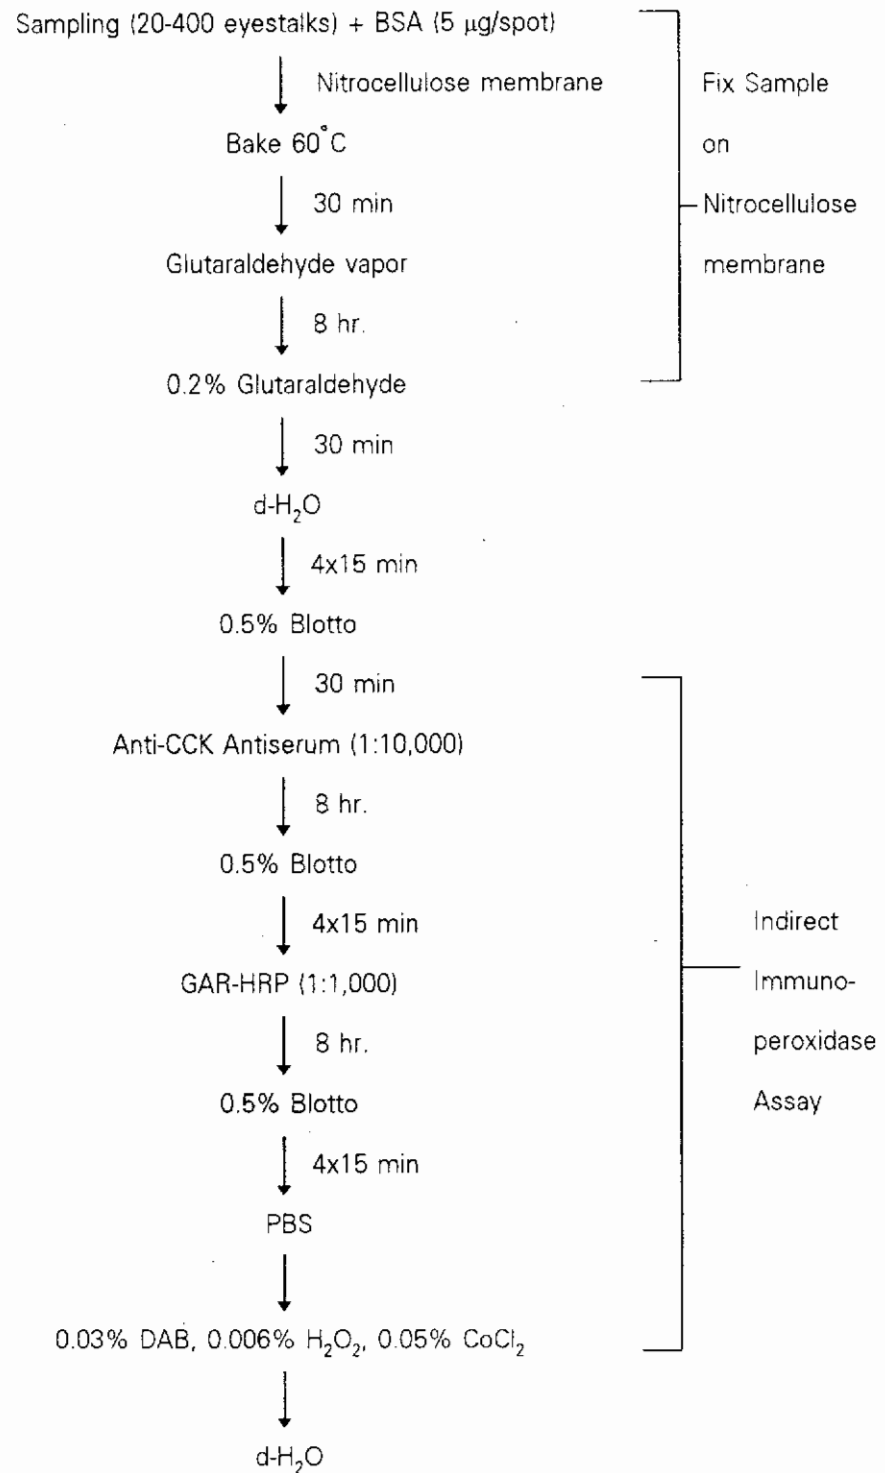 Sampling (20-400 eyestalks) + BSA (5 µg/spot)
Nitrocellulose membrane
Bake 60°C
30 min
Glutaraldehyde vapor
8 hr.
0.2% Glutaraldehyde
Fix Sample
on
Nitrocellulose
membrane
30 min
d-H₂O
4x15 min
0.5% Blotto
30 min
Anti-CCK Antiserum (1:10,000)
8 hr.
0.5% Blotto
4x15 min
GAR-HRP (1:1,000)
8 hr.
0.5% Blotto
4x15 min
PBS
0.03% DAB, 0.006% H₂O₂, 0.05% CoCl₂
Indirect
Immuno-
peroxidase
Assay
d-H₂O